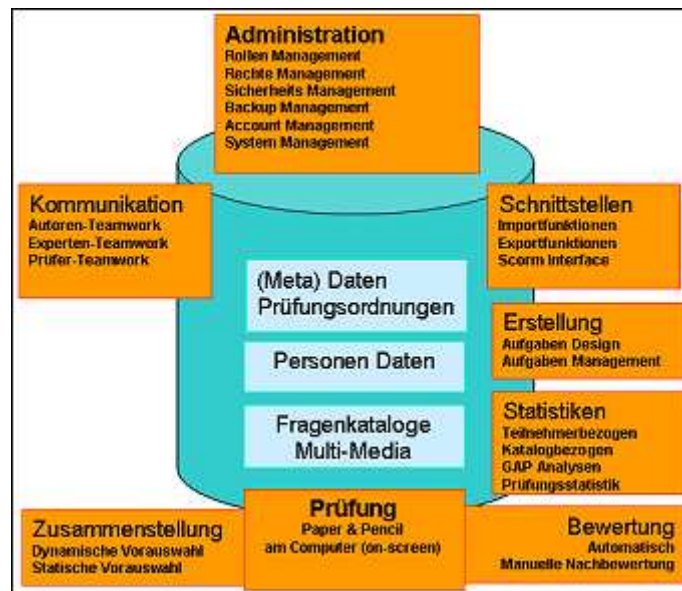 Administration
Rollen Management
Rechte Management
Sicherheits Management
Backup Management
Account Management
System Management
Kommunikation
Autoren-Teamwork
Experten-Teamwork
Prüfer-Teamwork
Schnittstellen
Importfunktionen
Exportfunktionen
Scorm Interface
(Meta) Daten
Prüfungsordnungen
Personen Daten
Fragenkataloge
Multi-Media
Erstellung
Aufgaben Design
Aufgaben Management
Statistiken
Teilnehmerbezogen
Katalogbezogen
GAP Analysen
Prüfungsstatistik
Zusammenstellung
Dynamische Vorauswahl
Statische Vorauswahl
Prüfung
Paper & Pencil
am Computer (on-screen)
Bewertung
Automatisch
Manuelle Nachbewertung